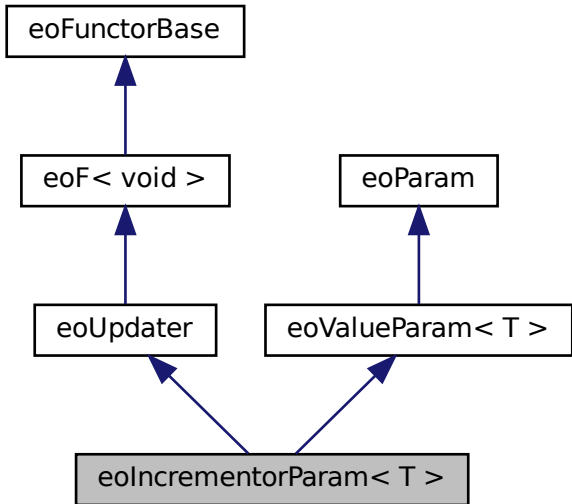 eoFunctorBase
eoF< void >
eoParam
eoUpdater
eoValueParam< T >
eoIncrementorParam< T >